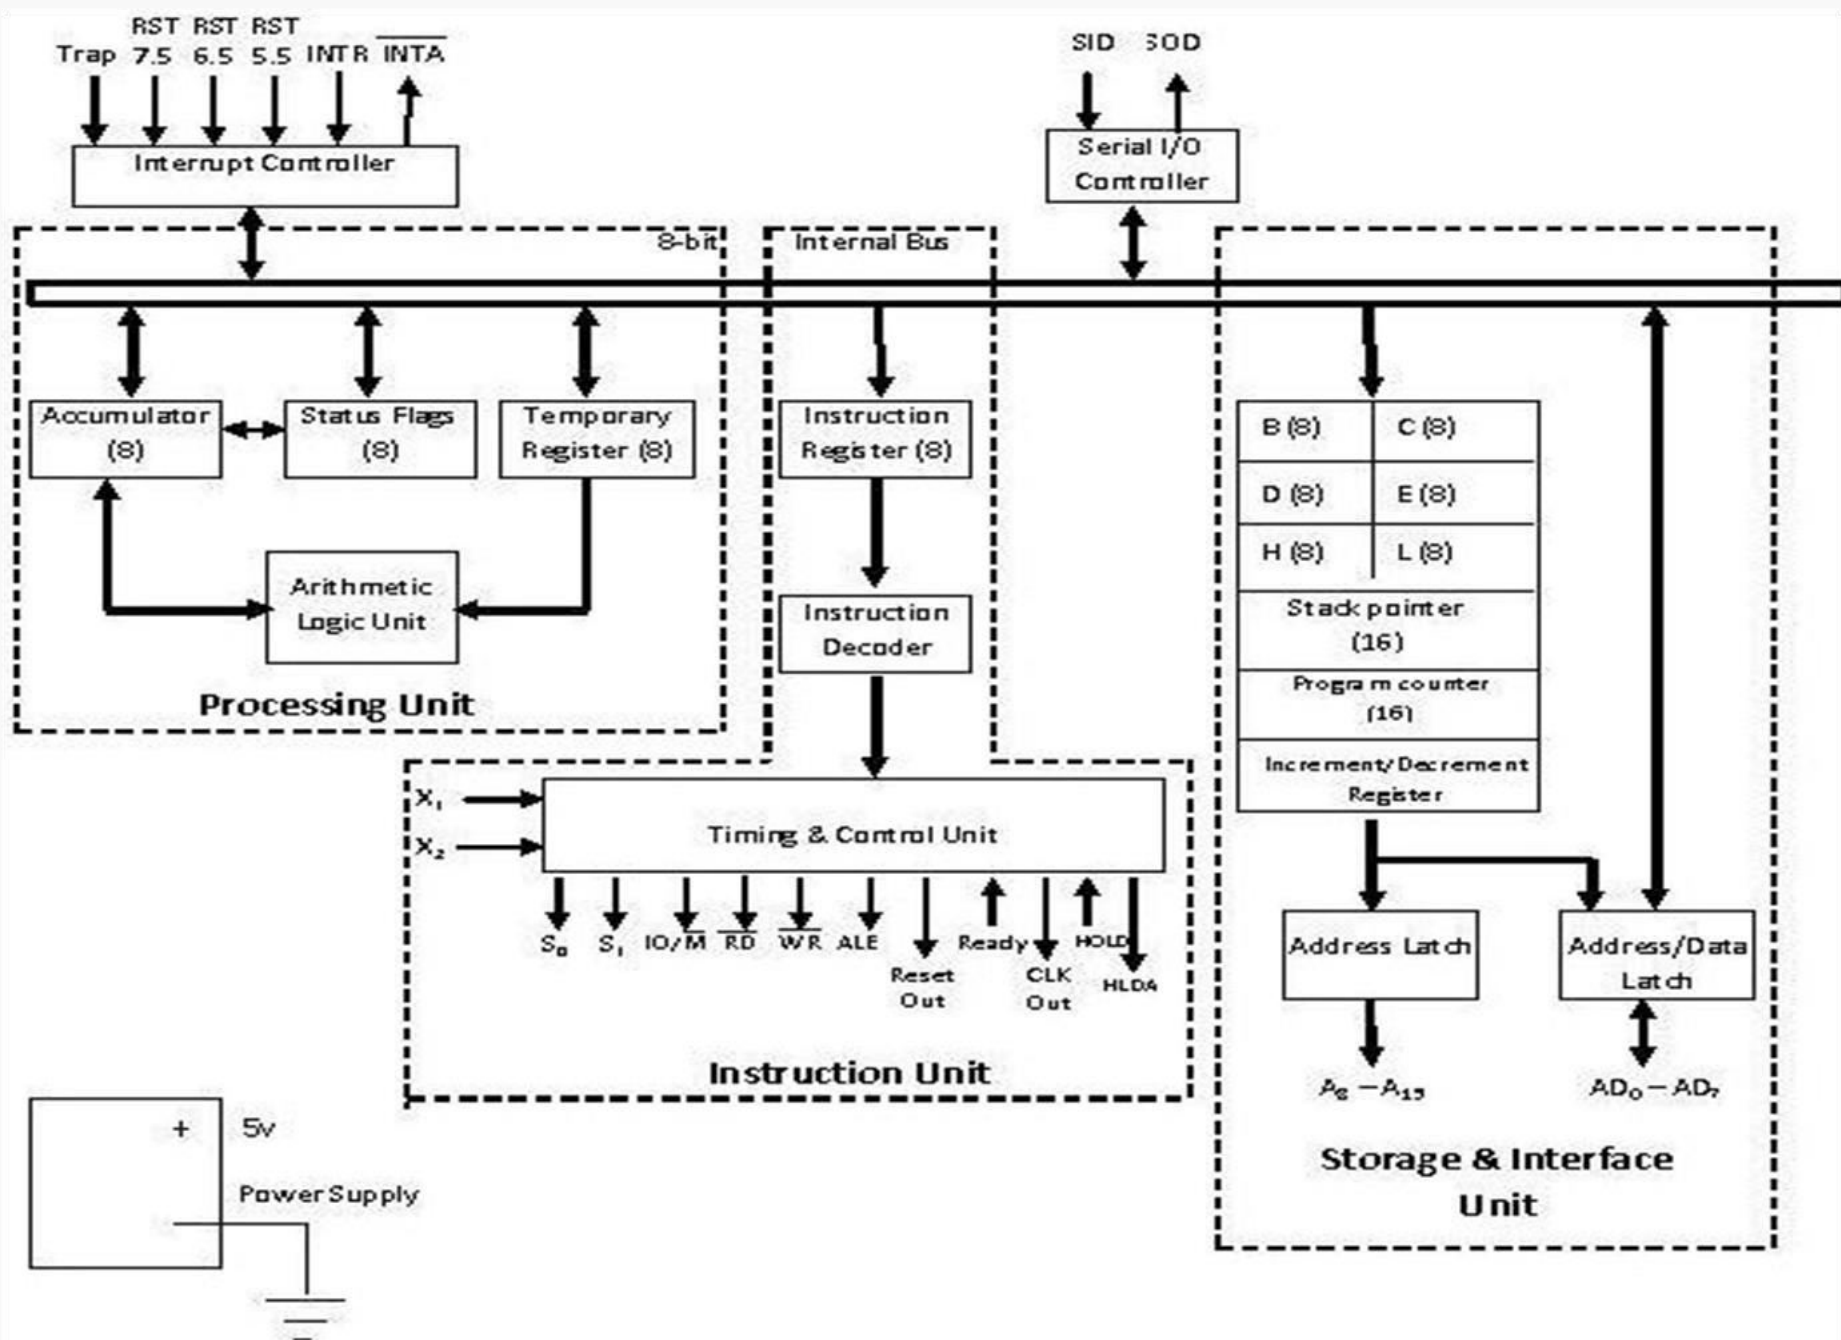 RST RST RST
Trap 7.5 6.5 5.5 INTR INTA
SID SOD
Interrupt Controller
Serial I/O
Controller
8-bit Internal Bus
Accumulator
(8)
Status Flags
(8)
Temporary
Register (8)
Instruction
Register (8)
B (8) C (8)
D (8) E (8)
H (8) L (8)
Stack pointer
(16)
Program counter
(16)
Increment/Decrement
Register
Arithmetic
Logic Unit
Instruction
Decoder
Processing Unit
X₁
X₂
Timing & Control Unit
S₀ S₁ IO/M RD WR ALE Ready HOLD
Reset
Out
CLK
Out
HLDA
Instruction Unit
Address Latch
Address/Data
Latch
A₈ – A₁₅
AD₀ – AD₇
Storage & Interface
Unit
+ 5v
Power Supply